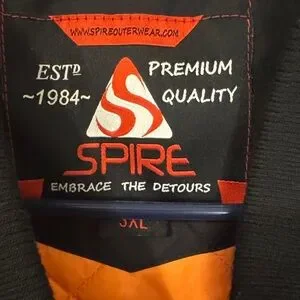 WWW.SPIREOUTERWEAR.COM
ESTD PREMIUM
~1984~ QUALITY
SPIRE
EMBRACE THE DETOURS
3XL